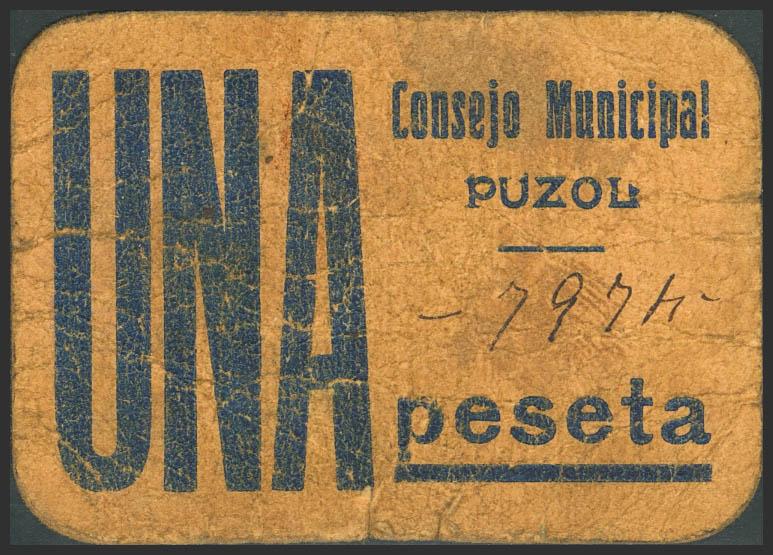 UNA
Consejo Municipal
PUZOL
- 7974 -
peseta